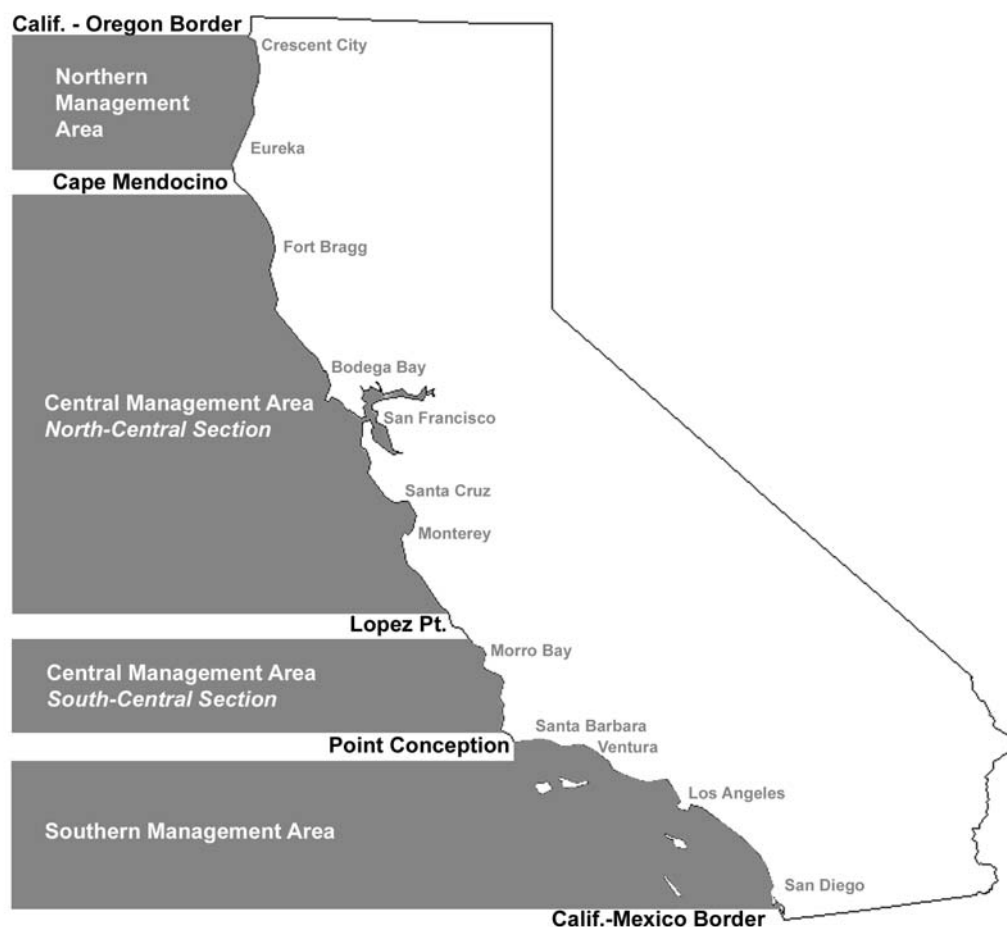 Calif. - Oregon Border
Crescent City
Northern
Management
Area
Eureka
Cape Mendocino
Fort Bragg
Bodega Bay
Central Management Area
North-Central Section
San Francisco
Santa Cruz
Monterey
Lopez Pt.
Morro Bay
Central Management Area
South-Central Section
Santa Barbara
Point Conception
Ventura
Los Angeles
Southern Management Area
San Diego
Calif.-Mexico Border